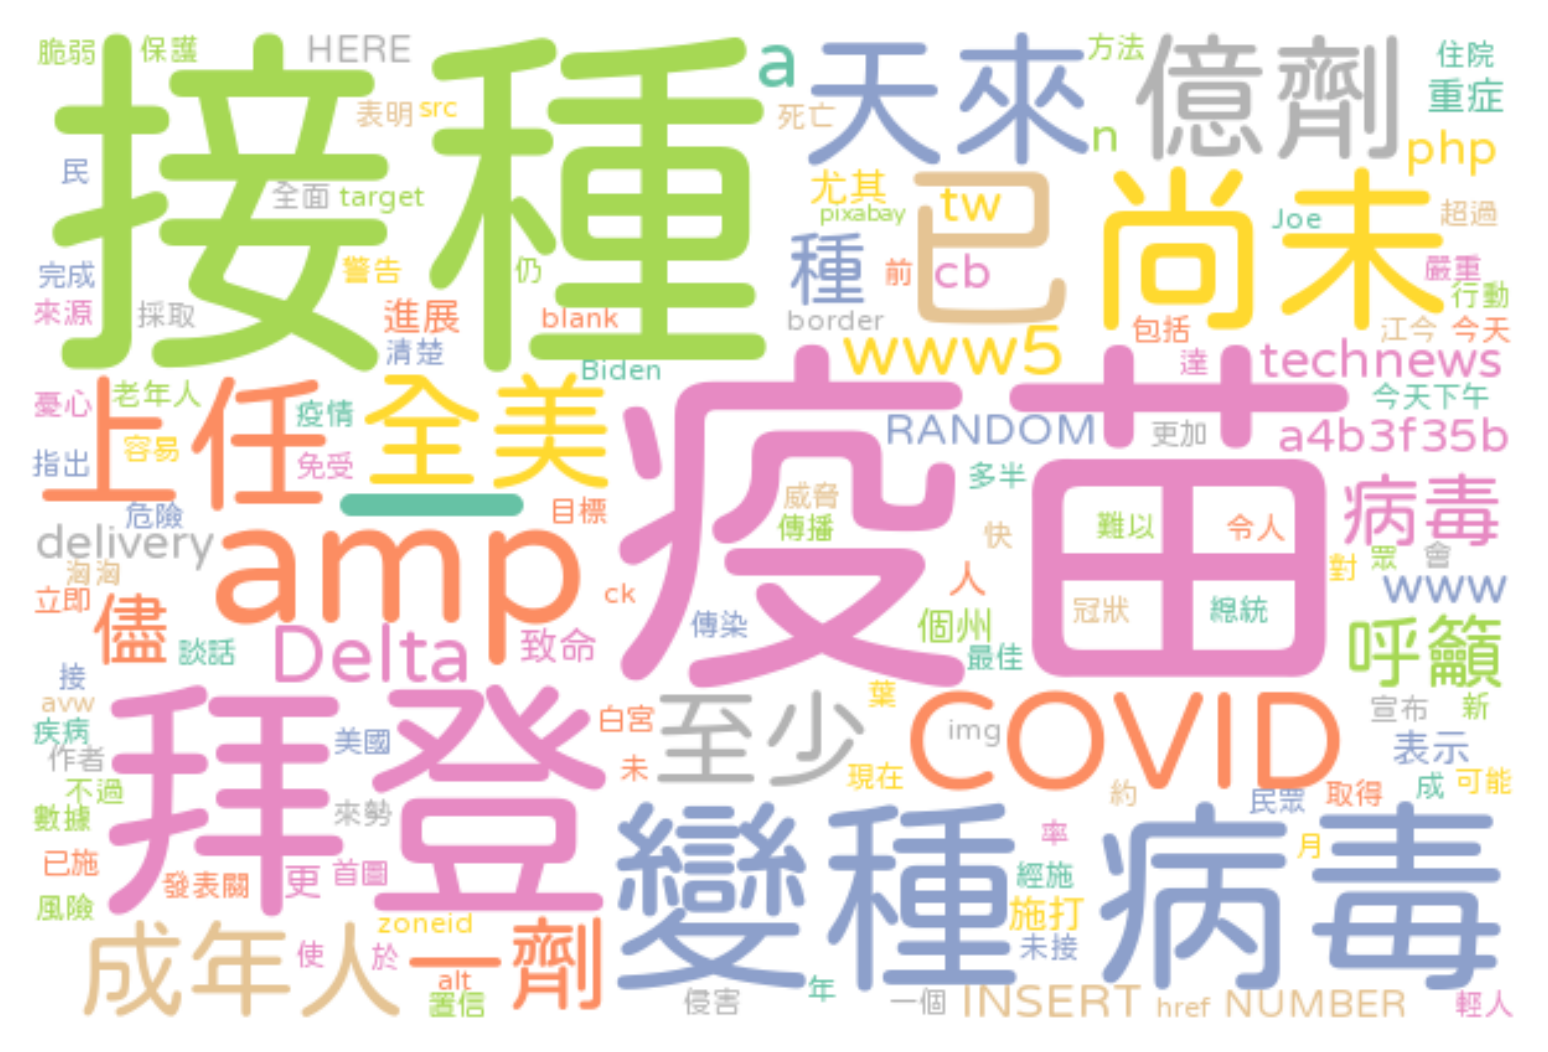 脆弱 保護 HERE
接種
a 天來 方法 億劑 住院
重症
表明 src 死亡 n php
民 全面 target 尤其 tw 已 尚未 Joe 超過
pixabay
完成 警告 仍 種 前 cb 嚴重
行動
來源 採取 進展 blank border 包括 江今 今天
清楚 Biden www5 達 technews
憂心 老年人 上任 疫情 全美 疫苗 今天下午
RANDOM 更加 a4b3f35b
指出 容易 免受 多半
一 威脅 病毒
危險 目標 傳播 難以 令人
delivery amp 快 對 眾 會
洶洶 人 www
立即 儘 ck 傳染 個州 冠狀 總統 呼籲
談話 Delta 致命 最佳
接 拜登
avw 白宮 至少 葉 COVID 宣布 新
疾病 美國 img
作者 未 現在 表示
不過 約 民眾 取得 成 可能
數據 來勢 變種 病毒
已施 率 月
發表關 更 首圖 經施
風險 zoneid 施打
成年人 使 於 一劑 未接
alt
置信 侵害 年 一個 INSERT href NUMBER 輕人